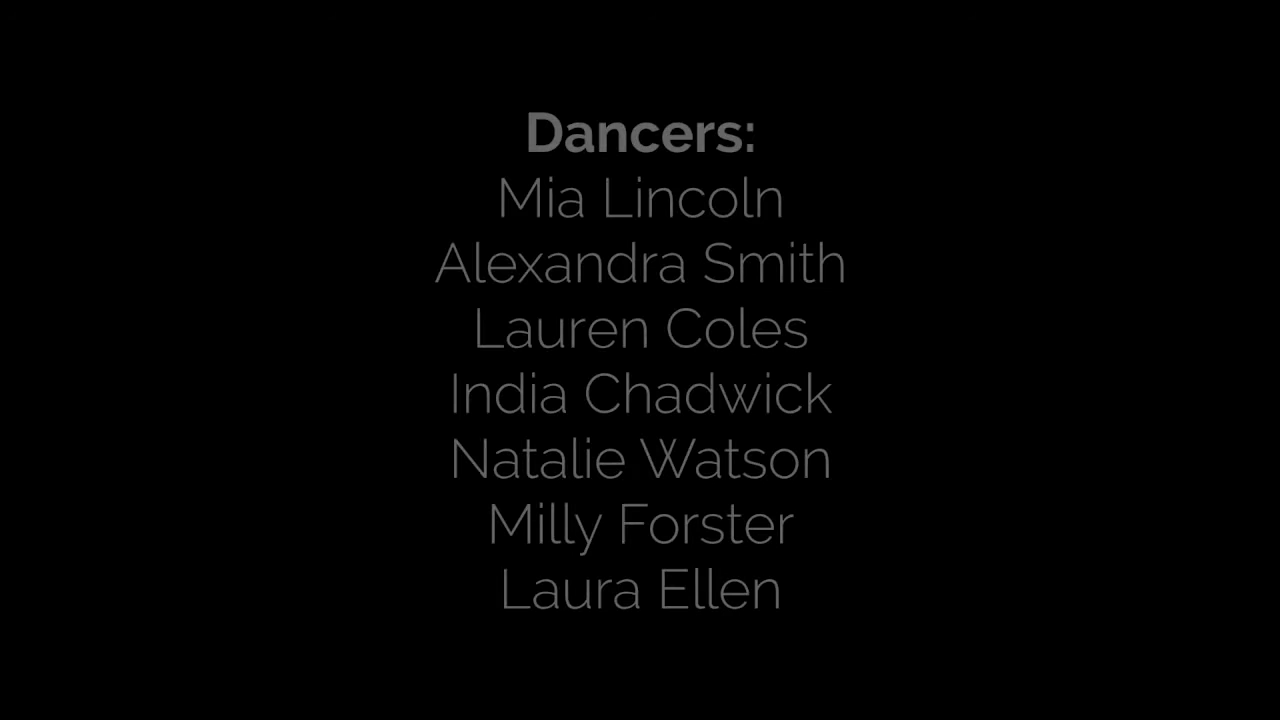 Dancers:
Mia Lincoln
Alexandra Smith
Lauren Coles
India Chadwick
Natalie Watson
Milly Forster
Laura Ellen